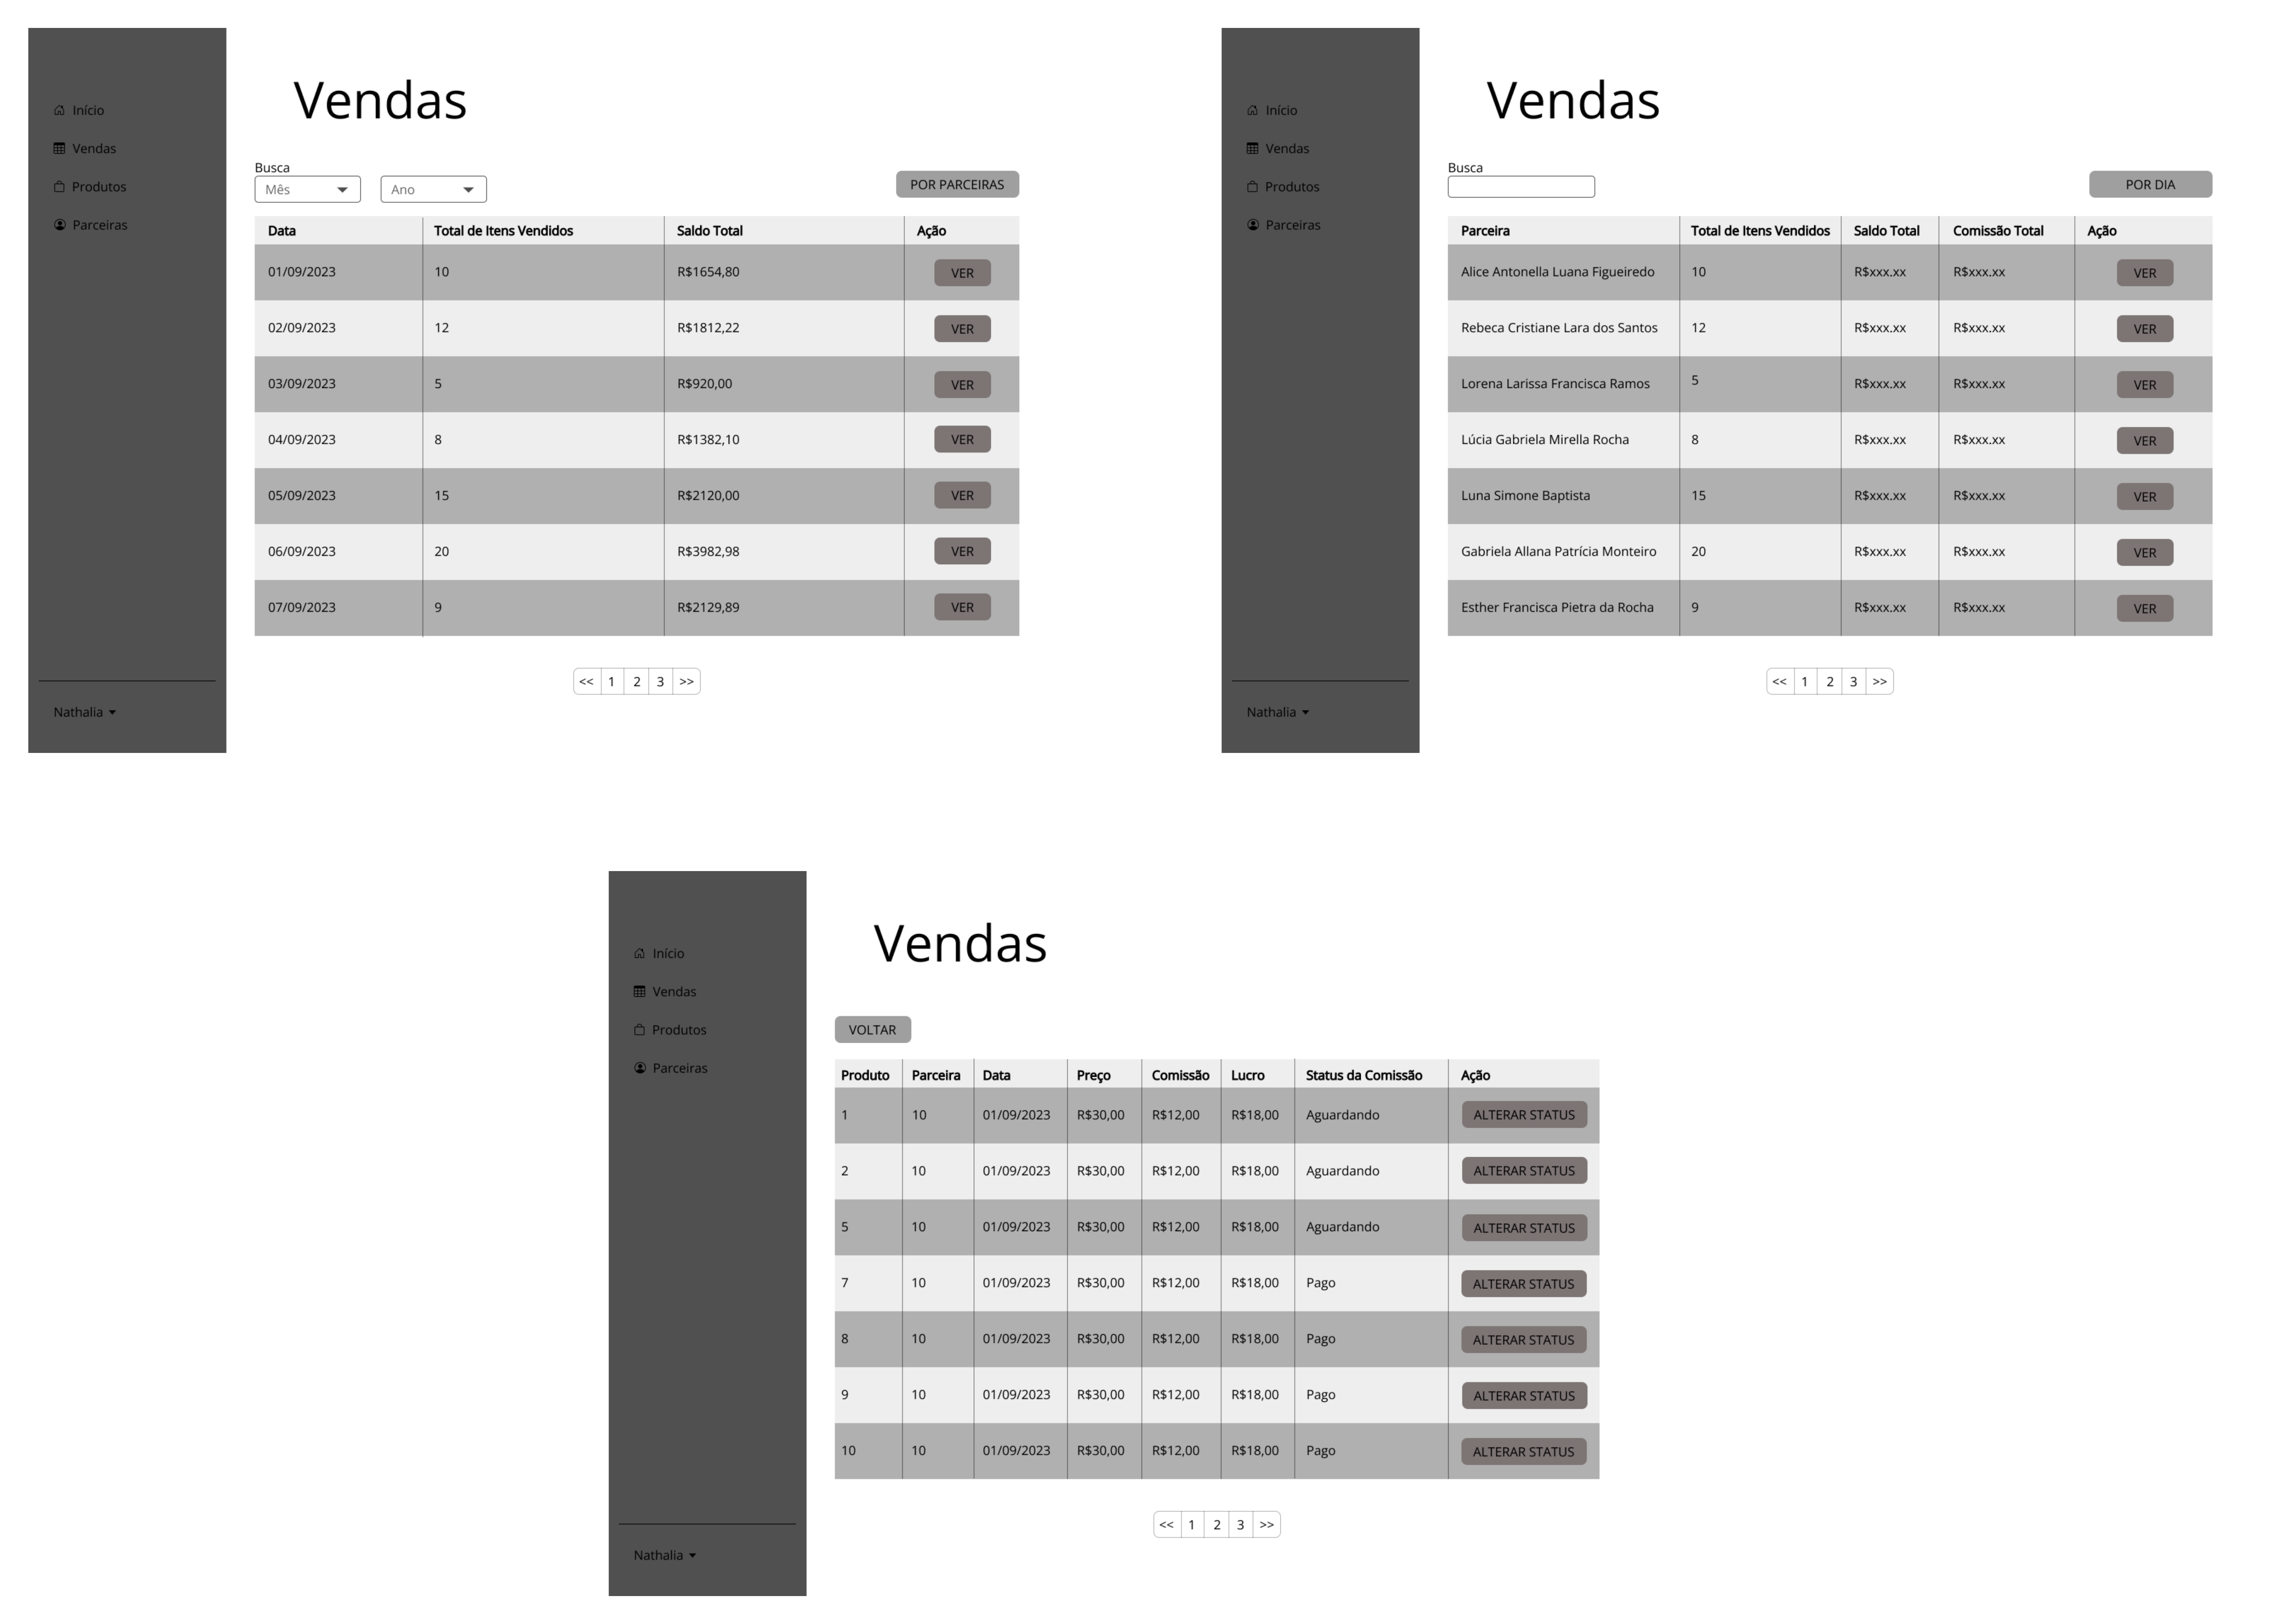 Início
Vendas
Produtos
Parceiras
Nathalia
Vendas
Busca
Mês Ano POR PARCEIRAS
Data Total de Itens Vendidos Saldo Total Ação
01/09/2023 10 R$1654,80 VER
02/09/2023 12 R$1812,22 VER
03/09/2023 5 R$920,00 VER
04/09/2023 8 R$1382,10 VER
05/09/2023 15 R$2120,00 VER
06/09/2023 20 R$3982,98 VER
07/09/2023 9 R$2129,89 VER
<< 1 2 3 >>
Início
Vendas
Produtos
Parceiras
Nathalia
Vendas
Busca
POR DIA
Parceira Total de Itens Vendidos Saldo Total Comissão Total Ação
Alice Antonella Luana Figueiredo 10 R$xxx.xx R$xxx.xx VER
Rebeca Cristiane Lara dos Santos 12 R$xxx.xx R$xxx.xx VER
Lorena Larissa Francisca Ramos 5 R$xxx.xx R$xxx.xx VER
Lúcia Gabriela Mirella Rocha 8 R$xxx.xx R$xxx.xx VER
Luna Simone Baptista 15 R$xxx.xx R$xxx.xx VER
Gabriela Allana Patrícia Monteiro 20 R$xxx.xx R$xxx.xx VER
Esther Francisca Pietra da Rocha 9 R$xxx.xx R$xxx.xx VER
<< 1 2 3 >>
Início
Vendas
Produtos
Parceiras
Nathalia
Vendas
VOLTAR
Produto Parceira Data Preço Comissão Lucro Status da Comissão Ação
1 10 01/09/2023 R$30,00 R$12,00 R$18,00 Aguardando ALTERAR STATUS
2 10 01/09/2023 R$30,00 R$12,00 R$18,00 Aguardando ALTERAR STATUS
5 10 01/09/2023 R$30,00 R$12,00 R$18,00 Aguardando ALTERAR STATUS
7 10 01/09/2023 R$30,00 R$12,00 R$18,00 Pago ALTERAR STATUS
8 10 01/09/2023 R$30,00 R$12,00 R$18,00 Pago ALTERAR STATUS
9 10 01/09/2023 R$30,00 R$12,00 R$18,00 Pago ALTERAR STATUS
10 10 01/09/2023 R$30,00 R$12,00 R$18,00 Pago ALTERAR STATUS
<< 1 2 3 >>